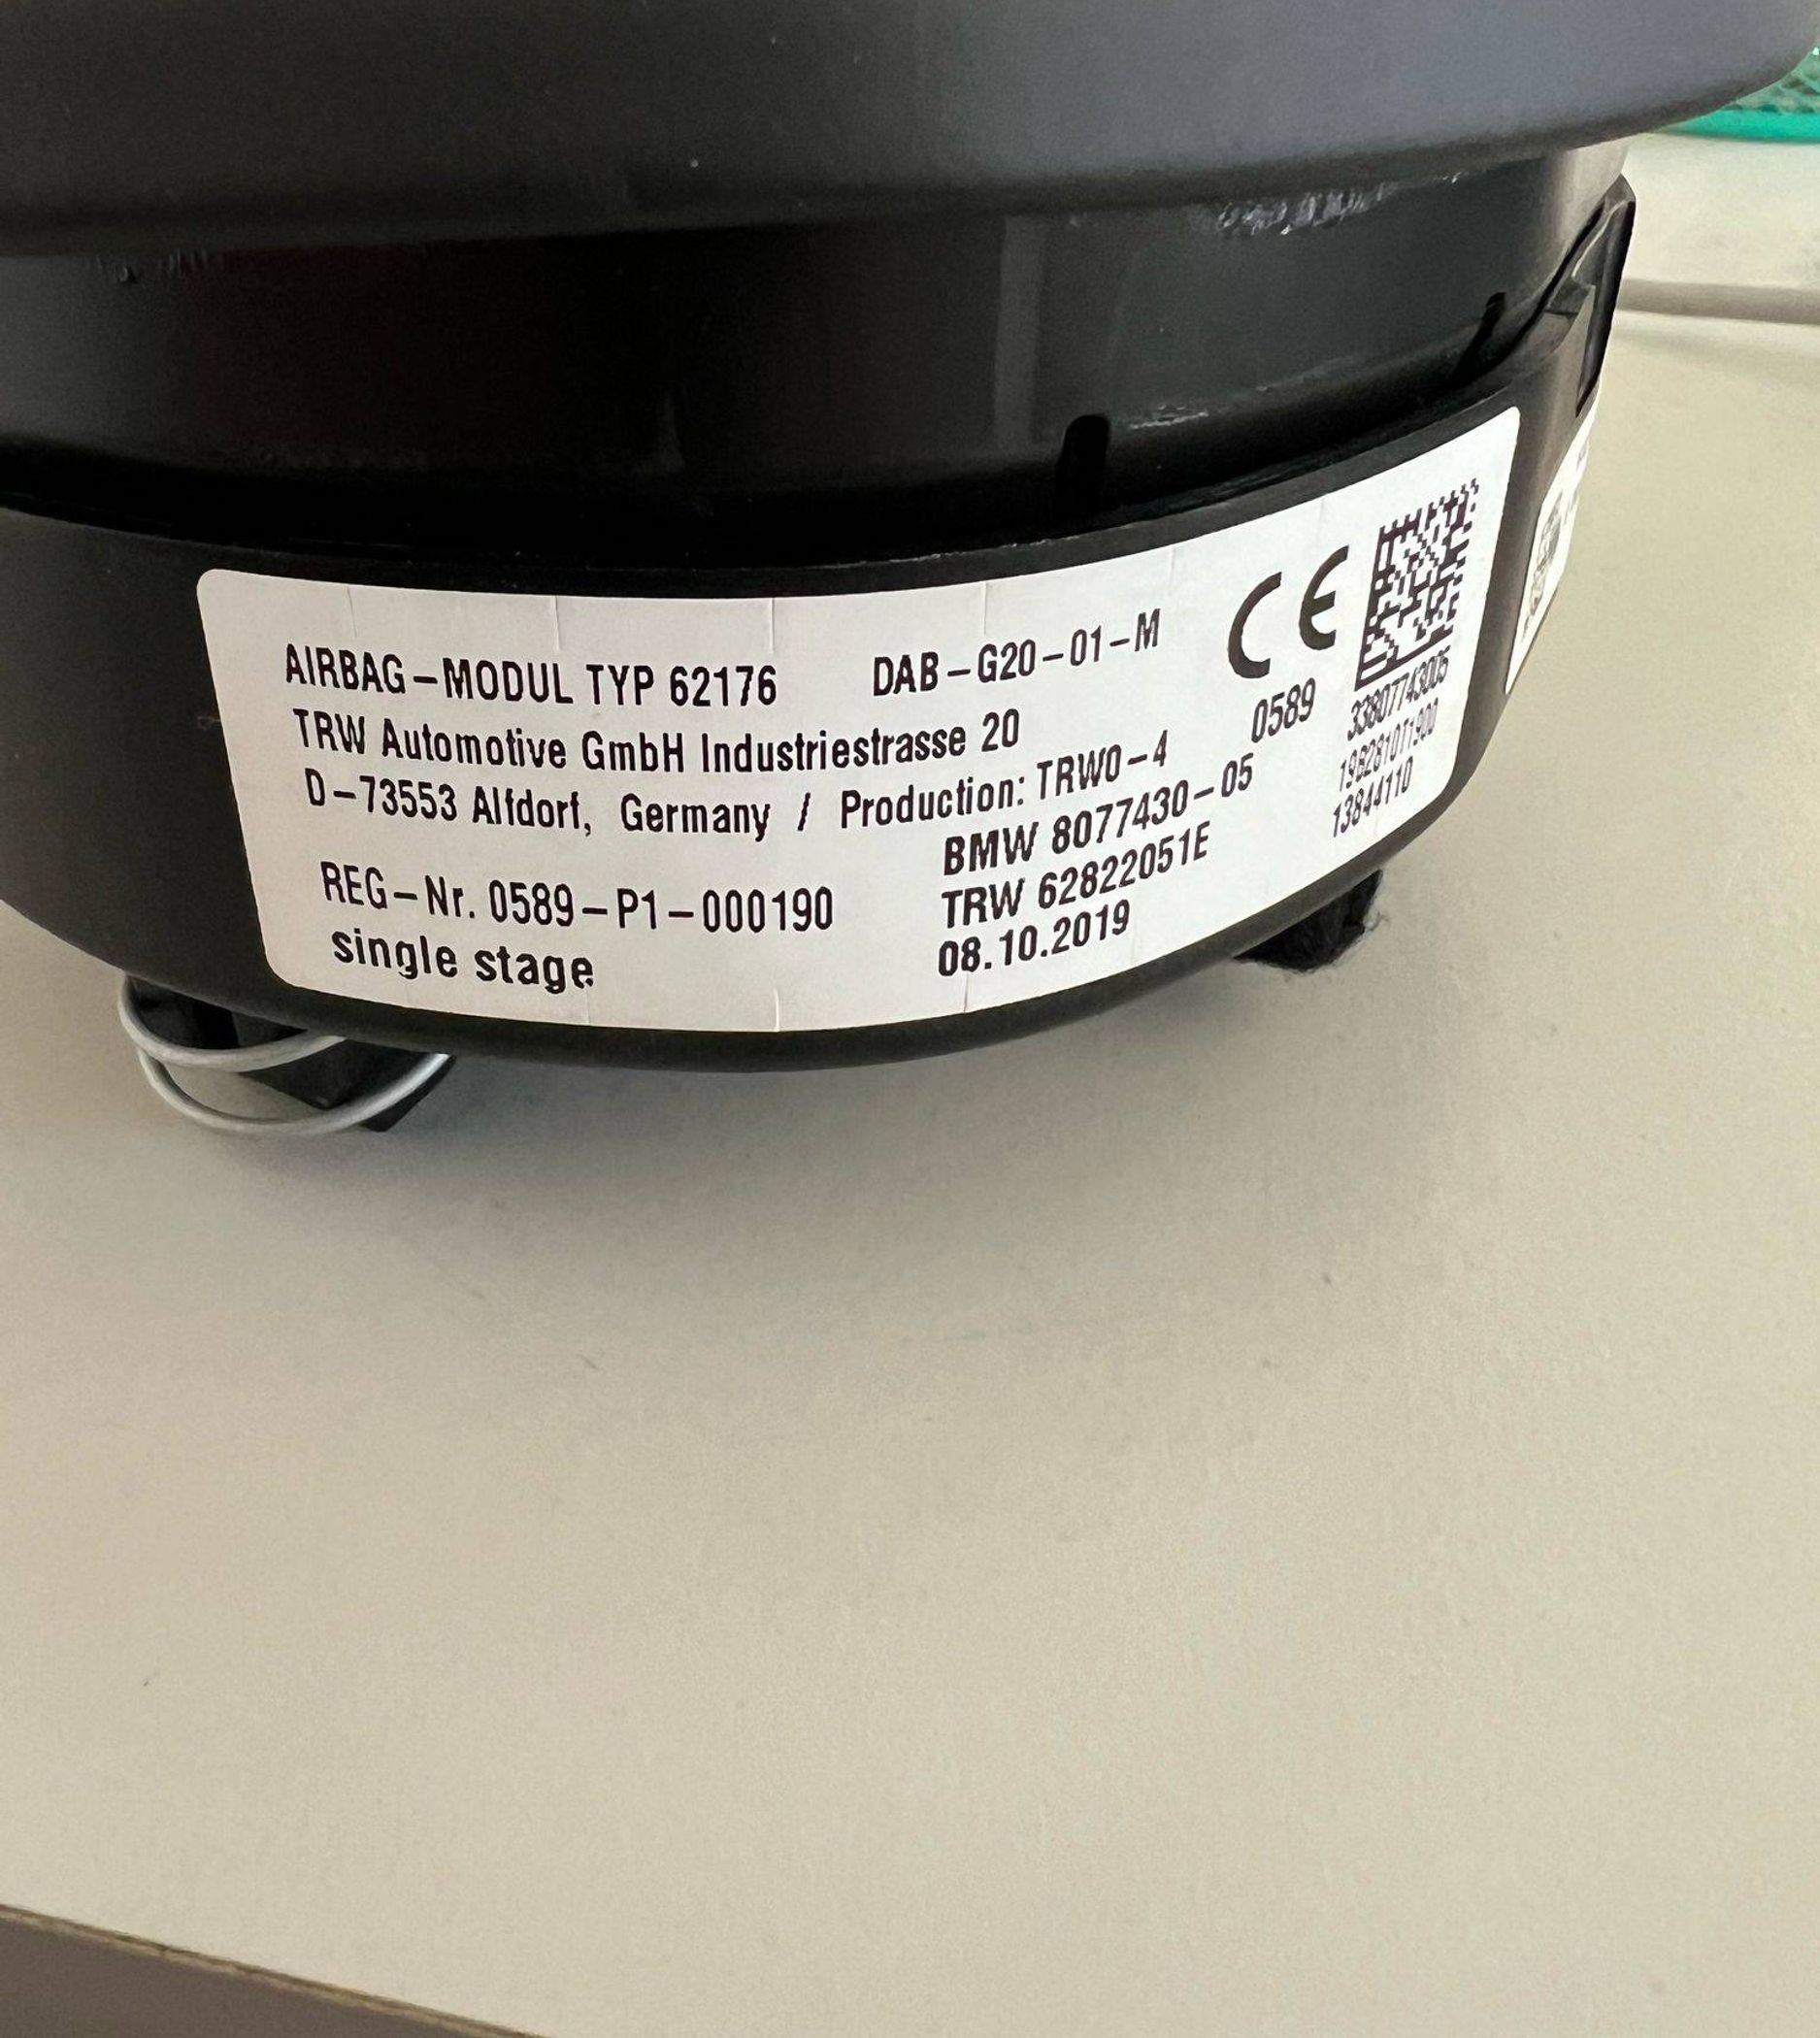 AIRBAG-MODUL TYP 62176 DAB-G20-01-M
TRW Automotive GmbH Industriestrasse 20
D-73553 Alfdorf, Germany / Production: TRW0-4
REG-Nr. 0589-P1-000190
single stage
BMW 8077430-05
TRW 62822051E
08.10.2019
CE
0589
33807743005
13844110